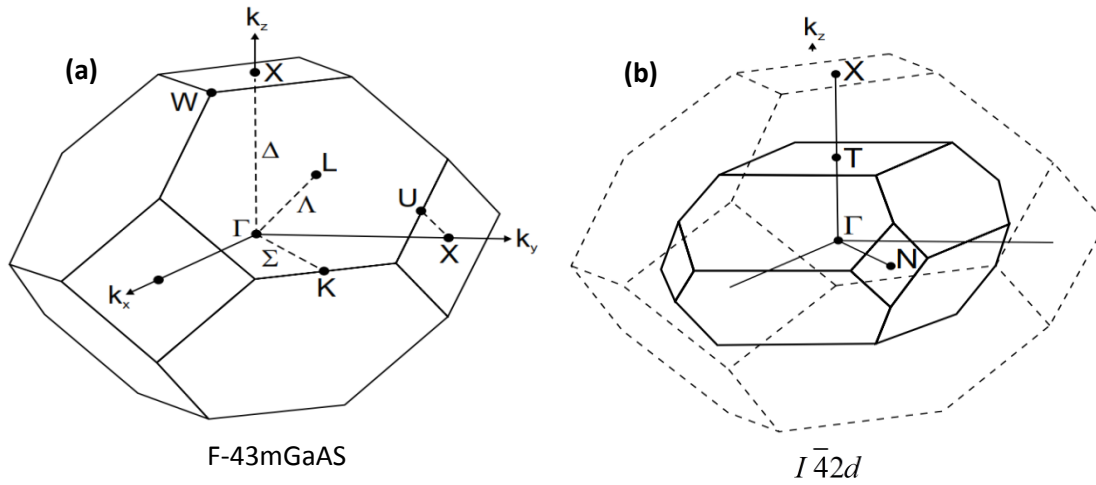 (a)
k_z
X
W
Δ
L
Λ
U
Γ
k_y
Σ
X
k_x
K
F-43mGaAS
(b)
k_z
X
T
Γ
N
I 4̅2d